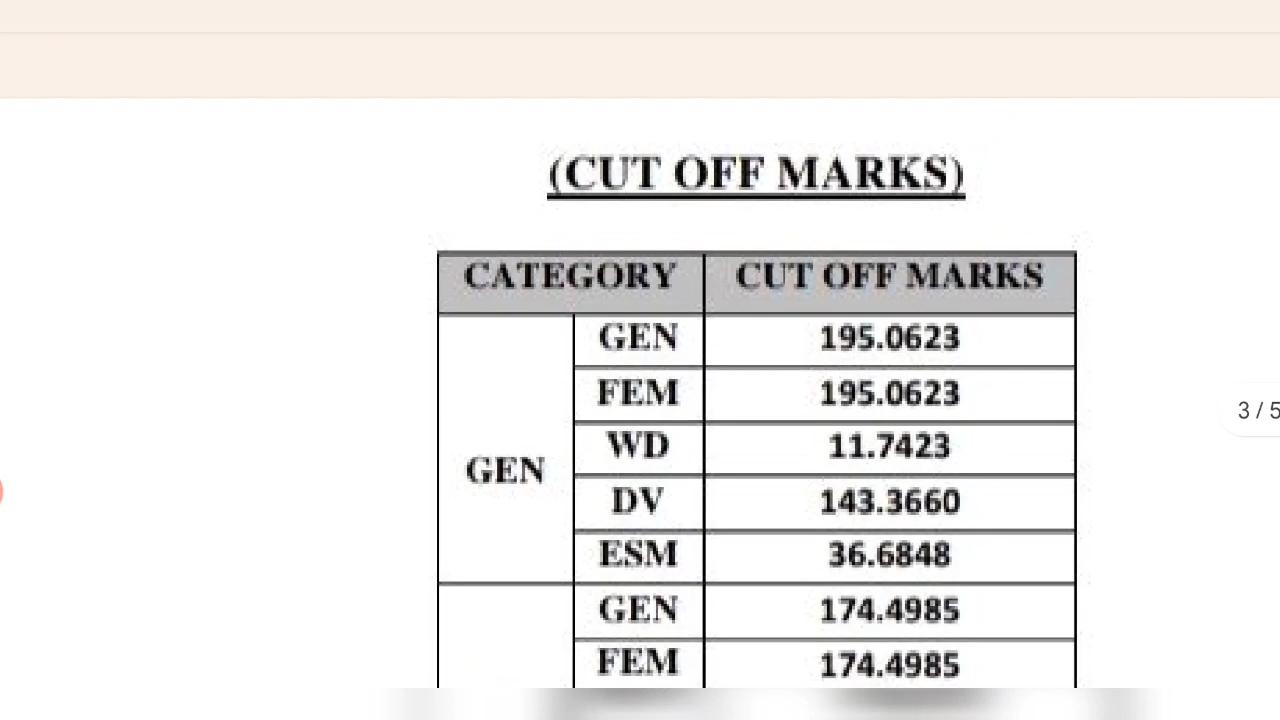 (CUT OFF MARKS)
CATEGORY CUT OFF MARKS
GEN GEN 195.0623
FEM 195.0623
WD 11.7423
DV 143.3660
ESM 36.6848
GEN 174.4985
FEM 174.4985
3 / 5